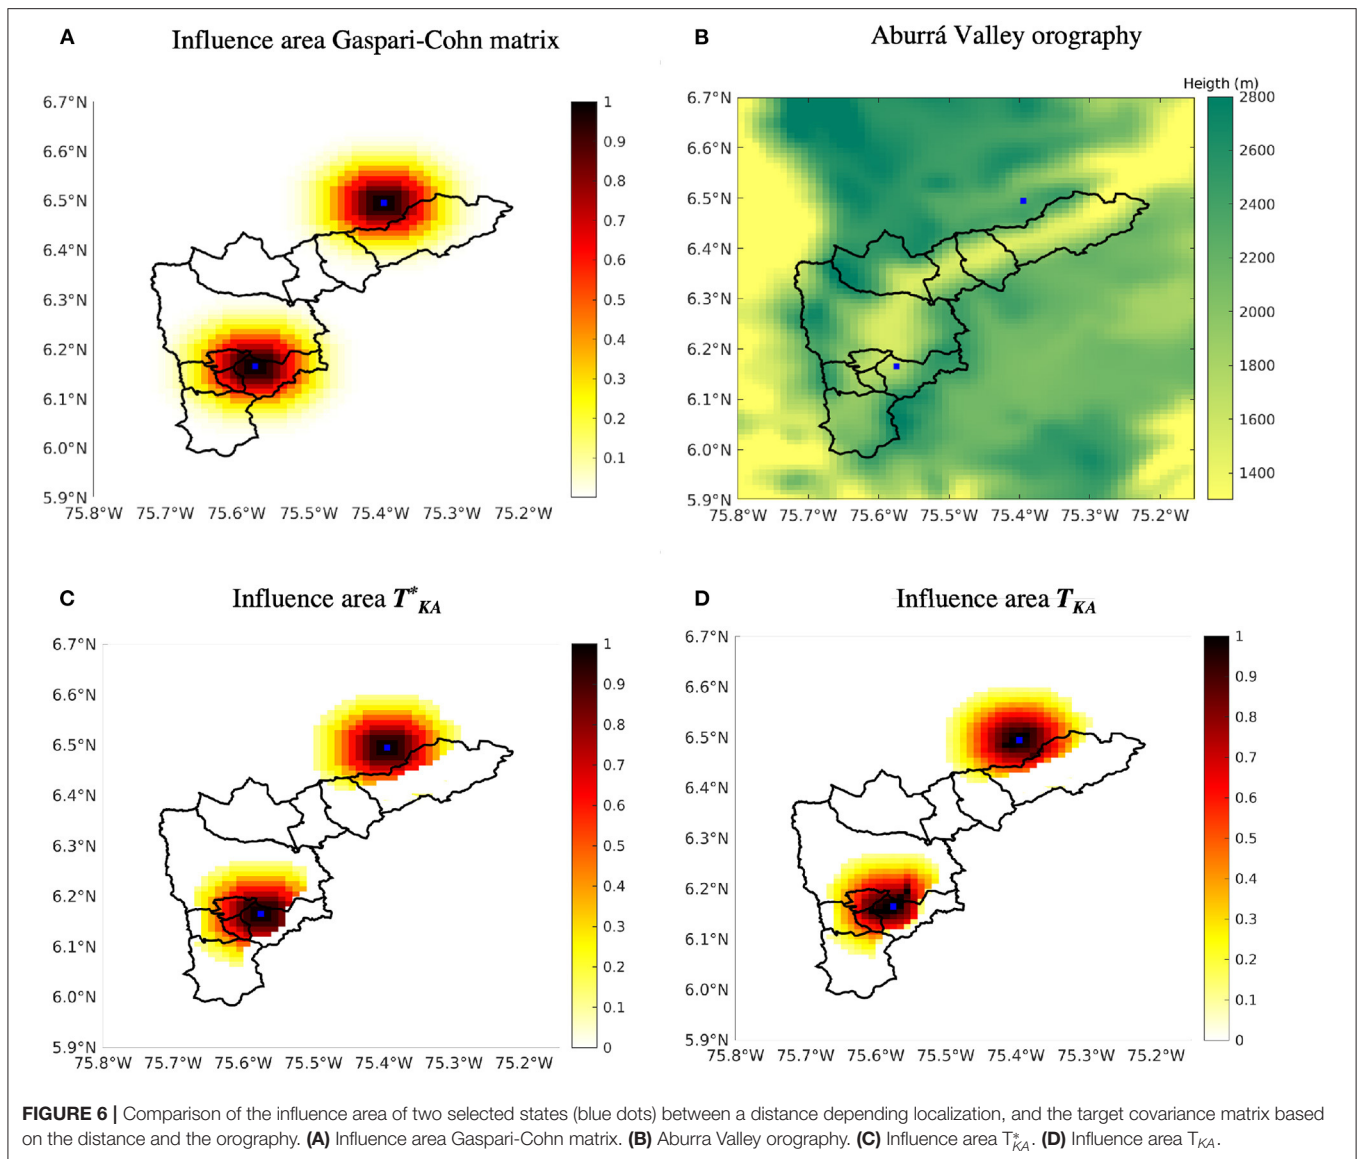 A
Influence area Gaspari-Cohn matrix
6.7°N
6.6°N
6.5°N
6.4°N
6.3°N
6.2°N
6.1°N
6.0°N
5.9°N
75.8°W 75.7°W 75.6°W 75.5°W 75.4°W 75.3°W 75.2°W
1
0.9
0.8
0.7
0.6
0.5
0.4
0.3
0.2
0.1
B
Aburrá Valley orography
Heigth (m)
6.7°N
6.6°N
6.5°N
6.4°N
6.3°N
6.2°N
6.1°N
6.0°N
5.9°N
75.8°W 75.7°W 75.6°W 75.5°W 75.4°W 75.3°W 75.2°W
2800
2600
2400
2200
2000
1800
1600
1400
C
Influence area T*KA
6.7°N
6.6°N
6.5°N
6.4°N
6.3°N
6.2°N
6.1°N
6.0°N
5.9°N
75.8°W 75.7°W 75.6°W 75.5°W 75.4°W 75.3°W 75.2°W
1
0.9
0.8
0.7
0.6
0.5
0.4
0.3
0.2
0.1
0
D
Influence area TKA
6.7°N
6.6°N
6.5°N
6.4°N
6.3°N
6.2°N
6.1°N
6.0°N
5.9°N
75.8°W 75.7°W 75.6°W 75.5°W 75.4°W 75.3°W 75.2°W
1
0.9
0.8
0.7
0.6
0.5
0.4
0.3
0.2
0.1
0
FIGURE 6 | Comparison of the influence area of two selected states (blue dots) between a distance depending localization, and the target covariance matrix based
on the distance and the orography. (A) Influence area Gaspari-Cohn matrix. (B) Aburra Valley orography. (C) Influence area T*KA. (D) Influence area TKA.